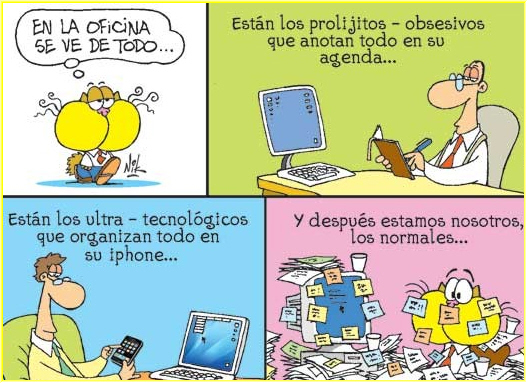 EN LA OFICINA
SE VE DE TODO...
NiK
Están los prolijitos - obsesivos
que anotan todo en su
agenda...
Están los ultra - tecnológicos
que organizan todo en
su iphone...
Y después estamos nosotros,
los normales...